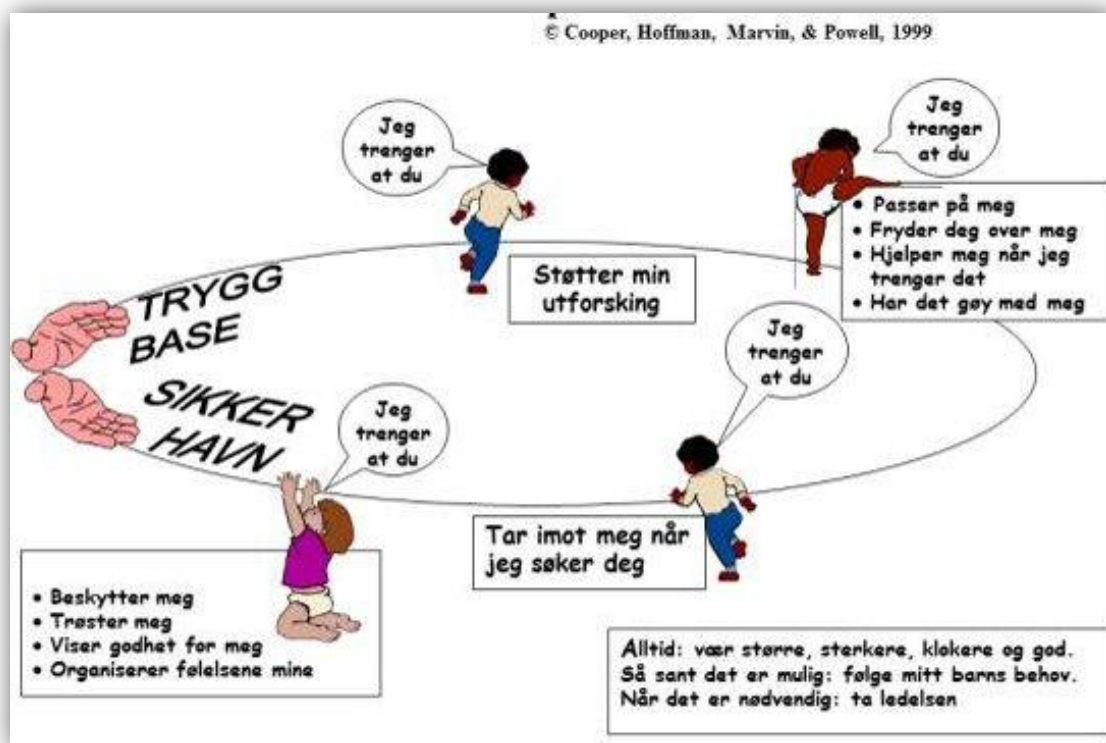 © Cooper, Hoffman, Marvin, & Powell, 1999
Jeg
trenger
at du
Jeg
trenger
at du
• Passer på meg
• Fryder deg over meg
• Hjelper meg når jeg
trenger det
• Har det gøy med meg
Støtter min
utforsking
TRYGG
BASE
SIKKER
HAVN
Jeg
trenger
at du
Jeg
trenger
at du
Tar imot meg når
jeg søker deg
• Beskytter meg
• Trøster meg
• Viser godhet for meg
• Organiserer følelsene mine
Alltid: vær større, sterkere, klokere og god.
Så sant det er mulig: følge mitt barns behov.
Når det er nødvendig: ta ledelsen